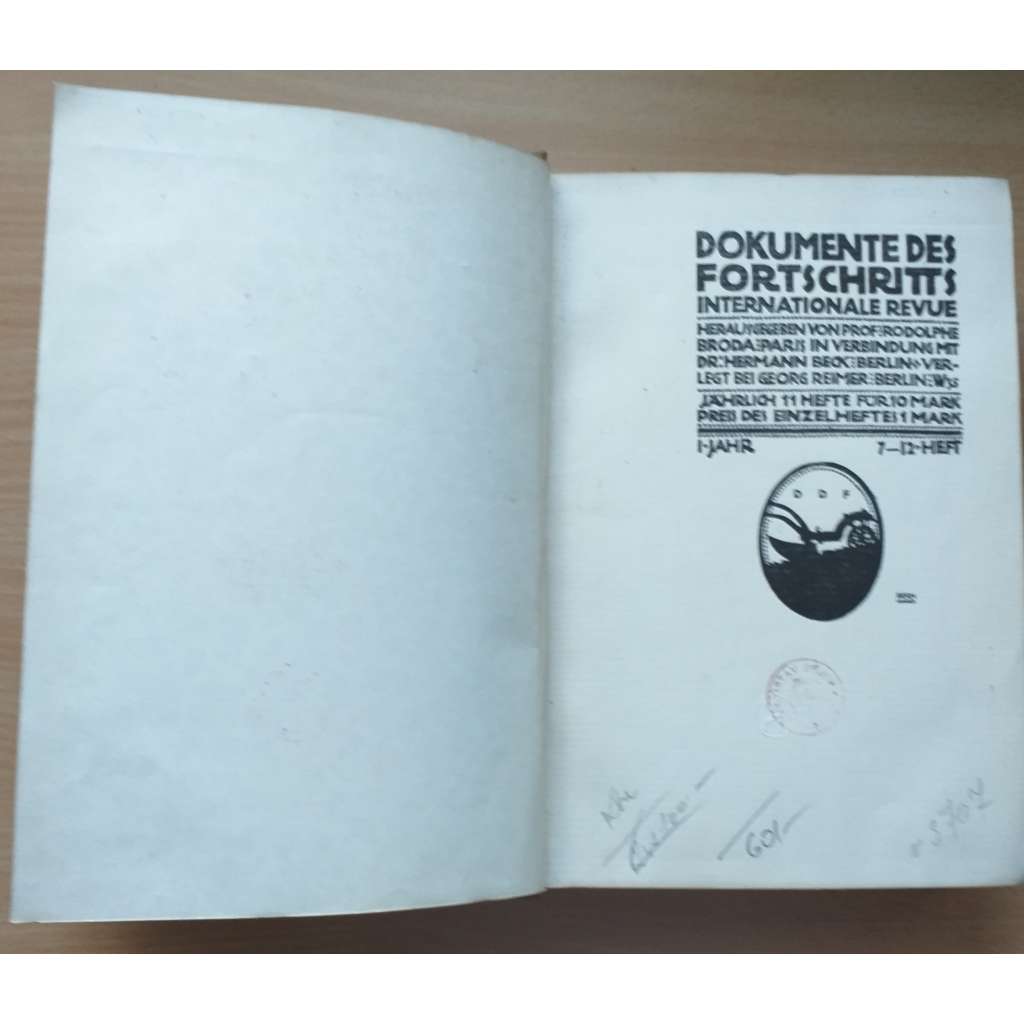 DOKUMENTE DES
FORTSCHRITTS
INTERNATIONALE REVUE
HERAUSGEGEBEN VON PROF: RODOLPHE
BRODA:PARIS IN VERBINDUNG MIT
DR:HERMANN BECK:BERLIN+VER-
LEGT BEI GEORG REIMER:BERLIN:W35
JÄHRLICH 11 HEFTE FÜR 10 MARK
PREIS DES EINZELHEFTES 1 MARK
1·JAHR 7—12·HEFT
D D F
60/-